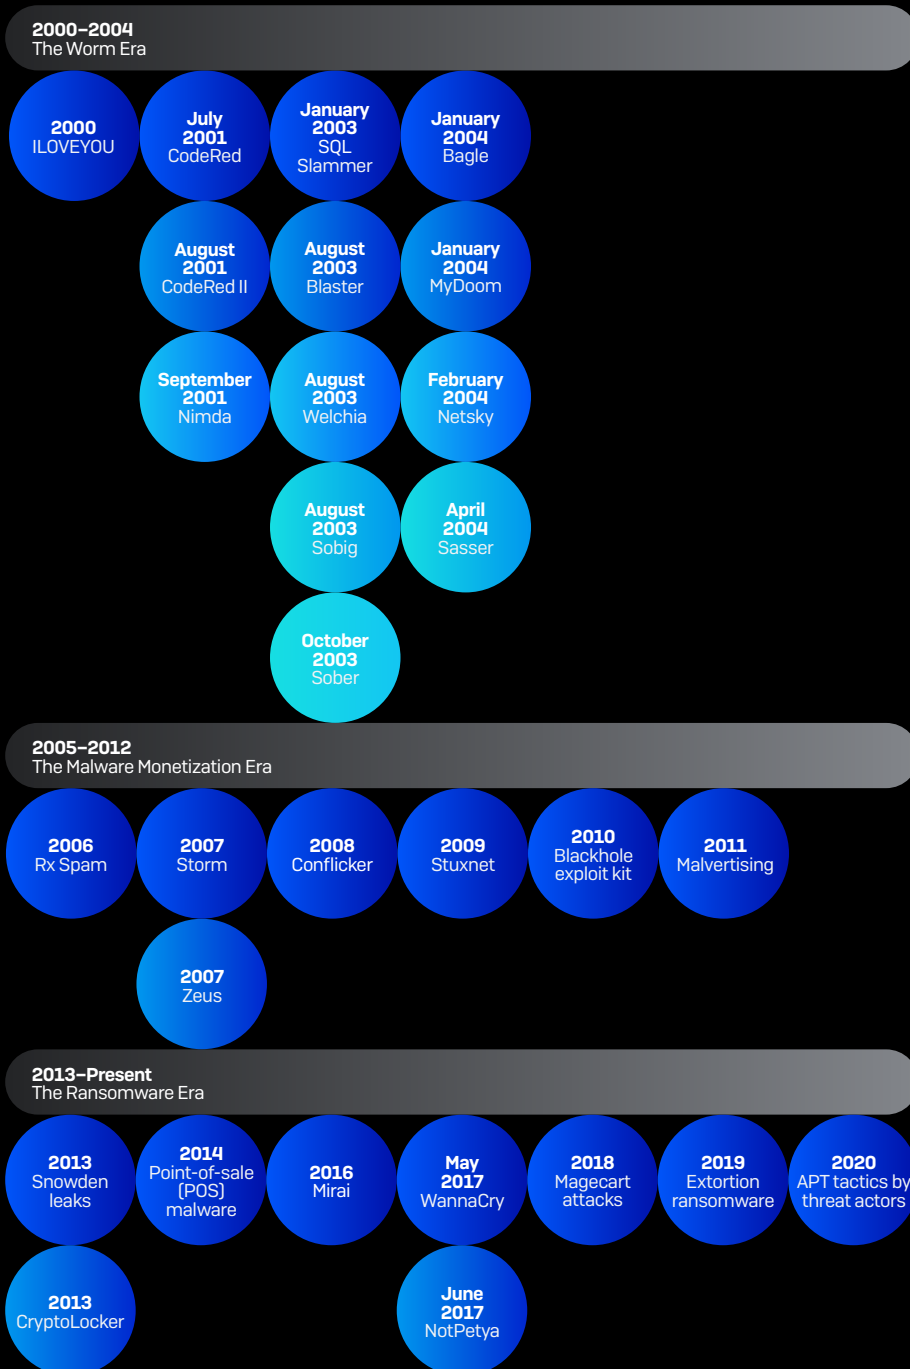 2000–2004
The Worm Era
2000
ILOVEYOU
July
2001
CodeRed
January
2003
SQL
Slammer
January
2004
Bagle
August
2001
CodeRed II
August
2003
Blaster
January
2004
MyDoom
September
2001
Nimda
August
2003
Welchia
February
2004
Netsky
August
2003
Sobig
April
2004
Sasser
October
2003
Sober
2005–2012
The Malware Monetization Era
2006
Rx Spam
2007
Storm
2008
Conflicker
2009
Stuxnet
2010
Blackhole
exploit kit
2011
Malvertising
2007
Zeus
2013–Present
The Ransomware Era
2013
Snowden
leaks
2014
Point-of-sale
(POS)
malware
2016
Mirai
May
2017
WannaCry
2018
Magecart
attacks
2019
Extortion
ransomware
2020
APT tactics by
threat actors
2013
CryptoLocker
June
2017
NotPetya